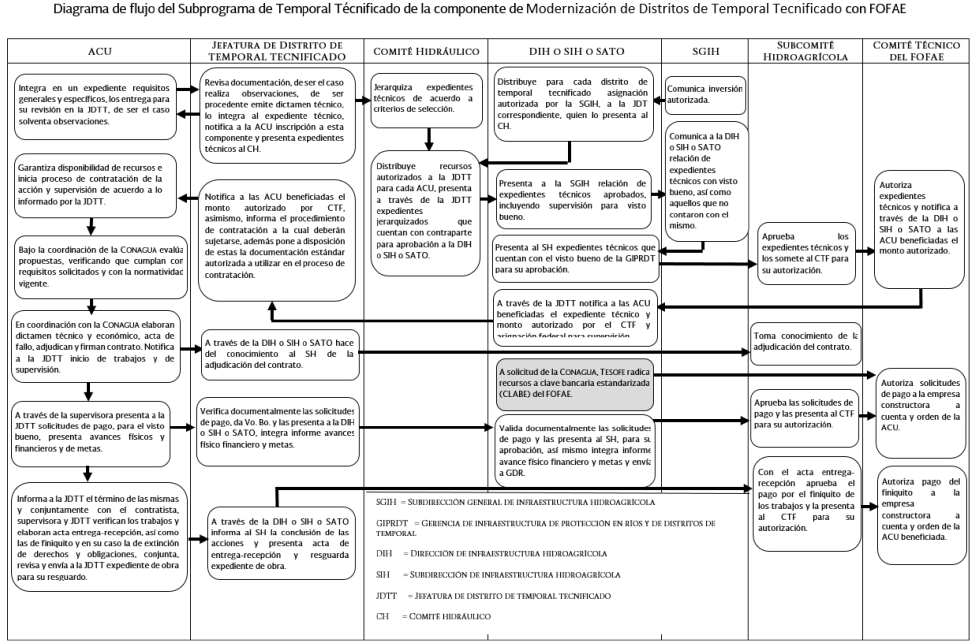 Diagrama de flujo del Subprograma de Temporal Técnificado de la componente de Modernización de Distritos de Temporal Tecnificado con FOFAE
ACU
JEFATURA DE DISTRITO DE
TEMPORAL TECNIFICADO
COMITÉ HIDRÁULICO
DIH O SIH O SATO
SGIH
SUBCOMITÉ
HIDROAGRÍCOLA
COMITÉ TÉCNICO
DEL FOFAE
Integra en un expediente requisitos
generales y específicos, los entrega para
su revisión en la JDTT, de ser el caso
solventa observaciones.
Revisa documentación, de ser el caso
realiza observaciones, de ser
procedente emite dictamen técnico,
lo integra al expediente técnico,
notifica a la ACU inscripción a esta
componente y presenta expedientes
técnicos al CH.
Jerarquiza expedientes
técnicos de acuerdo a
criterios de selección.
Distribuye para cada distrito de
temporal tecnificado asignación
autorizada por la SGIH, a la JDT
correspondiente, quien lo presenta al
CH.
Comunica inversión
autorizada.
Comunica a la DIH
o SIH o SATO
relación de
expedientes
técnicos con visto
bueno, así como
aquellos que no
contaron con el
mismo.
Garantiza disponibilidad de recursos e
inicia proceso de contratación de la
acción y supervisión de acuerdo a lo
informado por la JDTT.
Notifica a las ACU beneficiadas el
monto autorizado por CTF,
asimismo, informa el procedimiento
de contratación a la cual deberán
sujetarse, además pone a disposición
de estas la documentación estándar
autorizada a utilizar en el proceso de
contratación.
Distribuye recursos
autorizados a la JDTT
para cada ACU, presenta
a través de la JDTT
expedientes
jerarquizados que
cuentan con contraparte
para aprobación a la DIH
o SIH o SATO.
Presenta a la SGIH relación de
expedientes técnicos aprobados,
incluyendo supervisión para visto
bueno.
Autoriza
expedientes
técnicos y notifica a
través de la DIH o
SIH o SATO a las
ACU beneficiadas el
monto autorizado.
Bajo la coordinación de la CONAGUA evalúa
propuestas, verificando que cumplan con
requisitos solicitados y con la normatividad
vigente.
Presenta al SH expedientes técnicos que
cuentan con el visto bueno de la GIPRDT
para su aprobación.
Aprueba los
expedientes técnicos y
los somete al CTF para
su autorización.
A través de la JDTT notifica a las ACU
beneficiadas el expediente técnico y
monto autorizado por el CTF y
asignación federal para supervisión.
En coordinación con la CONAGUA elaboran
dictamen técnico y económico, acta de
fallo, adjudican y firman contrato. Notifica
a la JDTT inicio de trabajos y de
supervisión.
A través de la DIH o SIH o SATO hace
del conocimiento al SH de la
adjudicación del contrato.
Toma conocimiento de la
adjudicación del contrato.
A solicitud de la CONAGUA, TESOFE radica
recursos a clave bancaria estandarizada
(CLABE) del FOFAE.
Autoriza solicitudes
de pago a la empresa
constructora a
cuenta y orden de la
ACU.
A través de la supervisora presenta a la
JDTT solicitudes de pago, para el visto
bueno, presenta avances físicos y
financieros y de metas.
Verifica documentalmente las solicitudes
de pago, da Vo. Bo. y las presenta a la DIH
o SIH o SATO, integra informe avances
físico financiero y metas.
Valida documentalmente las solicitudes
de pago y las presenta al SH, para su
aprobación, así mismo integra informe
avance físico financiero y metas y envía
a GDR.
Aprueba las solicitudes de
pago y las presenta al CTF
para su autorización.
Informa a la JDTT el término de las mismas
y conjuntamente con el contratista,
supervisora y JDTT verifican los trabajos y
elaboran acta entrega-recepción, así como
las de finiquito y en su caso la de extinción
de derechos y obligaciones, conjunta,
revisa y envía a la JDTT expediente de obra
para su resguardo.
A través de la DIH o SIH o SATO
informa al SH la conclusión de las
acciones y presenta acta de
entrega-recepción y resguarda
expediente de obra.
Con el acta entrega-
recepción aprueba el
pago por el finiquito de
los trabajos y la presenta
al CTF para su
autorización.
Autoriza pago del
finiquito a la
empresa
constructora a
cuenta y orden de la
ACU beneficiada.
SGIH = SUBDIRECCIÓN GENERAL DE INFRAESTRUCTURA HIDROAGRÍCOLA
GIPRDT = GERENCIA DE INFRAESTRUCTURA DE PROTECCIÓN EN RÍOS Y DE DISTRITOS DE
TEMPORAL
DIH = DIRECCIÓN DE INFRAESTRUCTURA HIDROAGRÍCOLA
SIH = SUBDIRECCIÓN DE INFRAESTRUCTURA HIDROAGRÍCOLA
JDTT = JEFATURA DE DISTRITO DE TEMPORAL TECNIFICADO
CH = COMITÉ HIDRÁULICO